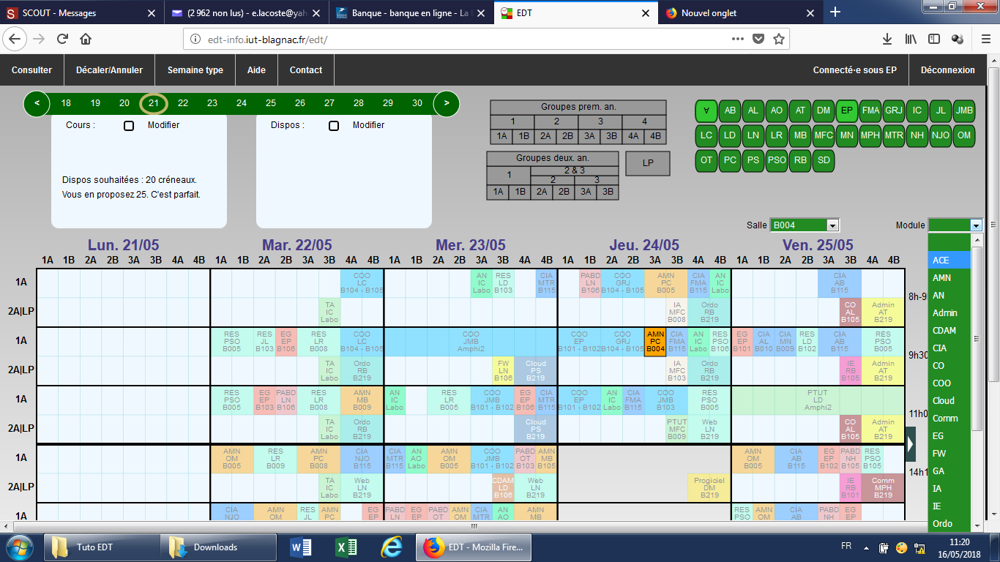 SCOUT - Messages
(2 962 non lus) - e.lacoste@yah
Banque - banque en ligne - La
EDT
Nouvel onglet
edt-info.iut-blagnac.fr/edt/
Consulter Décaler/Annuler Semaine type Aide Contact Connecté·e sous EP Déconnexion
< 18 19 20 21 22 23 24 25 26 27 28 29 30 >
Cours : Modifier
Dispos : Modifier
Dispos souhaitées : 20 créneaux.
Vous en proposez 25. C'est parfait.
Groupes prem. an.
1 2 3 4
1A 1B 2A 2B 3A 3B 4A 4B
Groupes deux. an.
1 2 & 3
2 3
1A 1B 2A 2B 3A 3B
LP
∀ AB AL AO AT DM EP FMA GRJ IC JL JMB
LC LD LN LR MB MFC MN MPH MTR NH NJO OM
OT PC PS PSO RB SD
Salle B004 Module
Lun. 21/05 Mar. 22/05 Mer. 23/05 Jeu. 24/05 Ven. 25/05
1A 1B 2A 2B 3A 3B 4A 4B 1A 1B 2A 2B 3A 3B 4A 4B 1A 1B 2A 2B 3A 3B 4A 4B 1A 1B 2A 2B 3A 3B 4A 4B 1A 1B 2A 2B 3A 3B 4A 4B
1A
COO AN RES CIA PABD COO AMN CIA AN CIA
LC IC LD MTR LN GRJ PC FMA IC AB
B104 - B105 Labo B103 B115 B106 B104 - B105 B005 B115 Labo B115
8h-9
2A|LP
TA IA Ordo CO Admin
IC MFC RB AL AT
Labo B008 B219 B105 B219
1A
RES RES EG RES COO COO COO COO AMN CIA AN RES EG CIA CIA RES CIA RES
PSO JL EP LR LC JMB EP GRJ PC FMA IC PSO EP AL MN LD AB PSO
B005 B103 B106 B008 B104 - B105 Amphi2 B101 - B102 B104 - B105 B004 B115 Labo B106 B101 B010 B009 B102 B115 B005
9h30
2A|LP
TA Ordo FW Cloud IA Ordo IE Admin
IC RB LN PS MFC RB RB AT
Labo B219 B106 B219 B103 B219 B105 B219
1A
RES EG PABD RES AMN AN RES COO EG CIA COO AN CIA COO RES PTUT
PSO EP LN LR MB IC LR JMB EP MTR EP IC FMA JMB PSO LD
B005 B103 B106 B008 B009 Labo B005 B101 - B102 B106 B115 B101 - B102 Labo B115 B103 B005 Amphi2
11h0
2A|LP
TA Ordo Cloud PTUT Web CO Admin
IC RB PS MFC LN AL AT
Labo B219 B219 B009 B219 B105 B219
1A
AMN RES AMN CIA CIA AN AMN COO PABD AMN AMN CIA EG PABD RES
OM LR PC NJO MTR AO OM JMB OT MB OM AB EP NH PSO
B005 B009 B008 B115 B115 Labo B005 B101 - B102 B103 B105 B005 B115 B102 B105 B105
14h1
2A|LP
TA Web CDAM Web Progiciel IE Comm
IC LN LD LN DM RB MPH
Labo B219 B106 B219 B219 B101 B219
1A
CIA AMN RES AMN EG PABD EG PABD AMN CIA AN AMN RES AMN CIA PABD EG
NJO OM JL PC EP LN EP OT OM MTR AO MB PSO OM AB NH EP
ACE
AMN
AN
Admin
CDAM
CIA
CO
COO
Cloud
Comm
EG
FW
GA
IA
IE
Ordo
Tuto EDT
Downloads
EDT - Mozilla Fire...
FR
11:20
16/05/2018